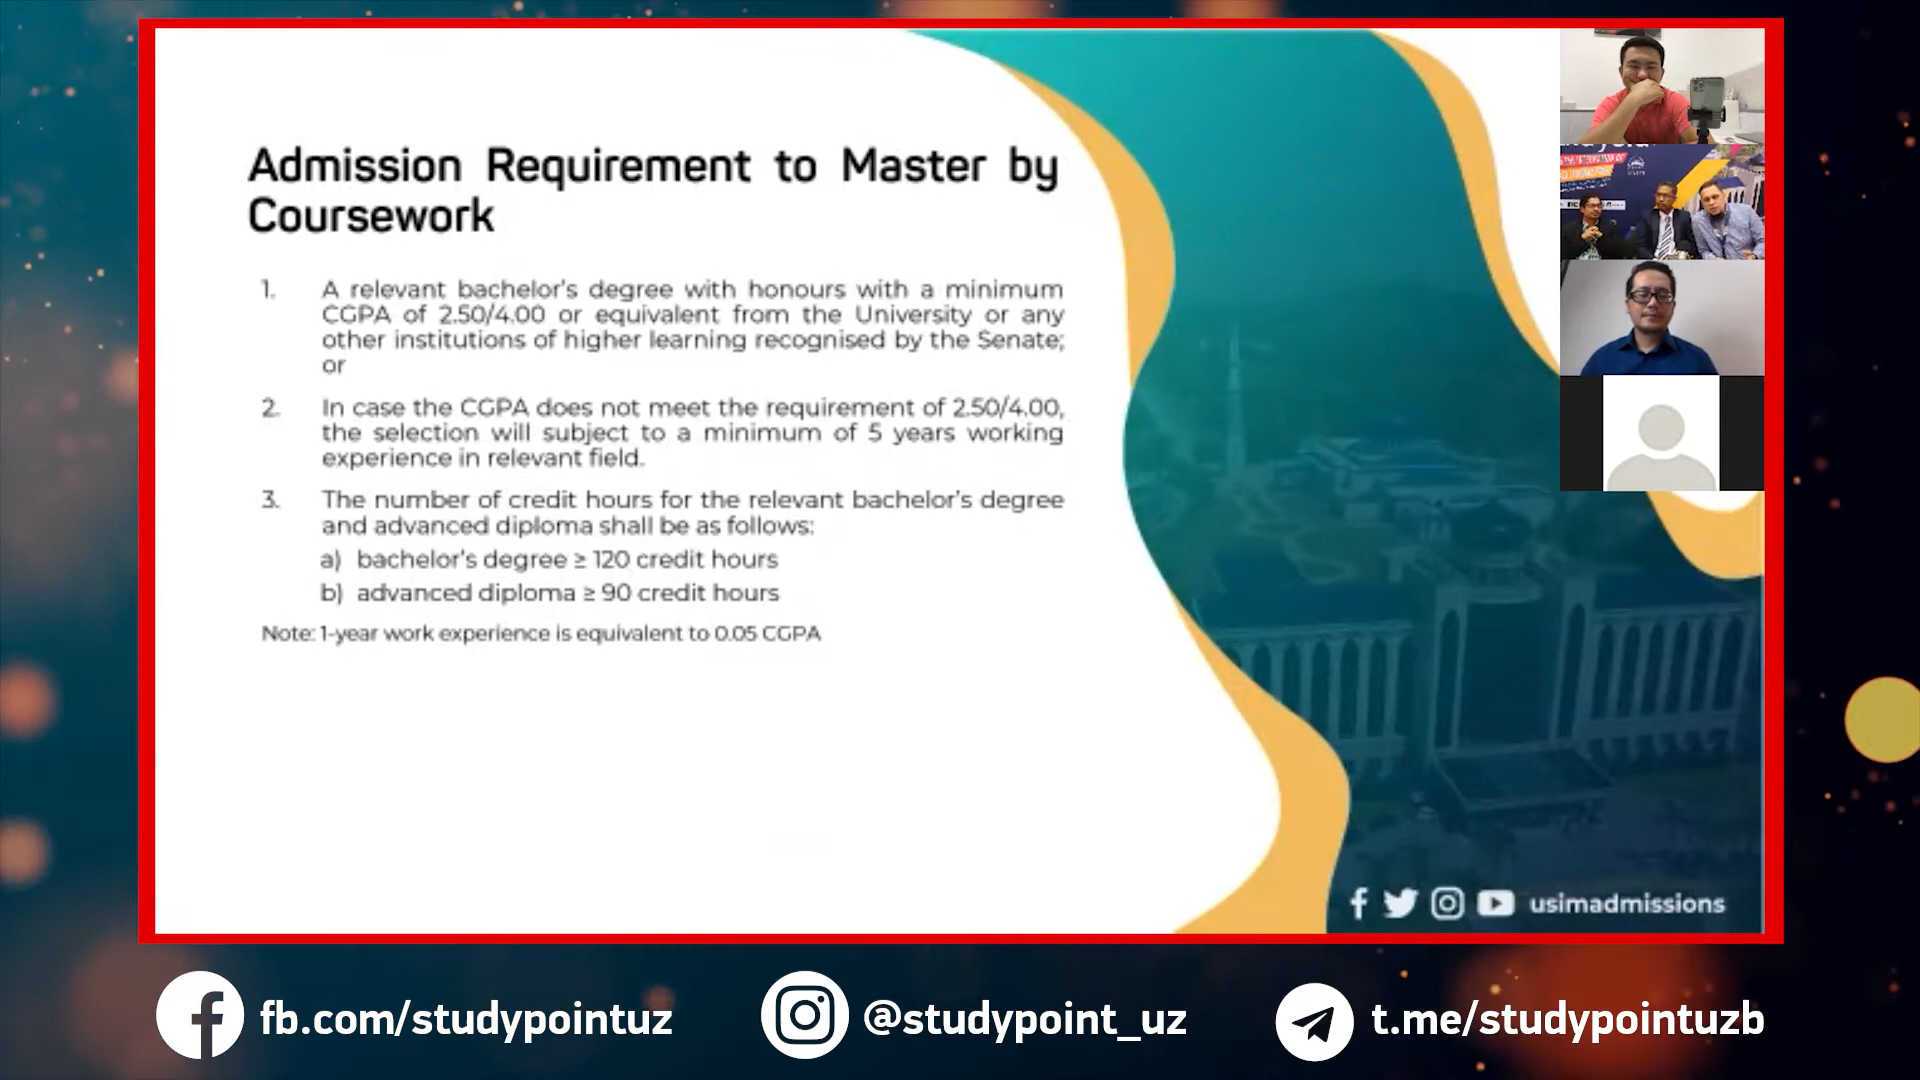 Admission Requirement to Master by
Coursework
1. A relevant bachelor's degree with honours with a minimum
CGPA of 2.50/4.00 or equivalent from the University or any
other institutions of higher learning recognised by the Senate;
or
2. In case the CGPA does not meet the requirement of 2.50/4.00,
the selection will subject to a minimum of 5 years working
experience in relevant field.
3. The number of credit hours for the relevant bachelor's degree
and advanced diploma shall be as follows:
a) bachelor's degree ≥ 120 credit hours
b) advanced diploma ≥ 90 credit hours
Note: 1-year work experience is equivalent to 0.05 CGPA
usimadmissions
fb.com/studypointuz
@studypoint_uz
t.me/studypointuzb